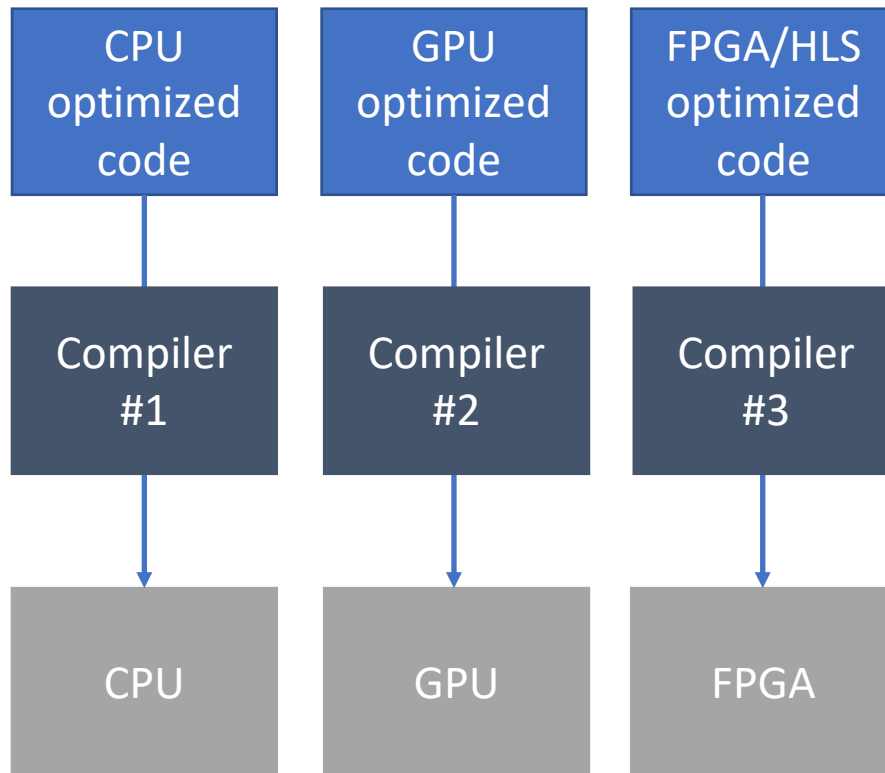 CPU
optimized
code
GPU
optimized
code
FPGA/HLS
optimized
code
Compiler
#1
Compiler
#2
Compiler
#3
CPU
GPU
FPGA